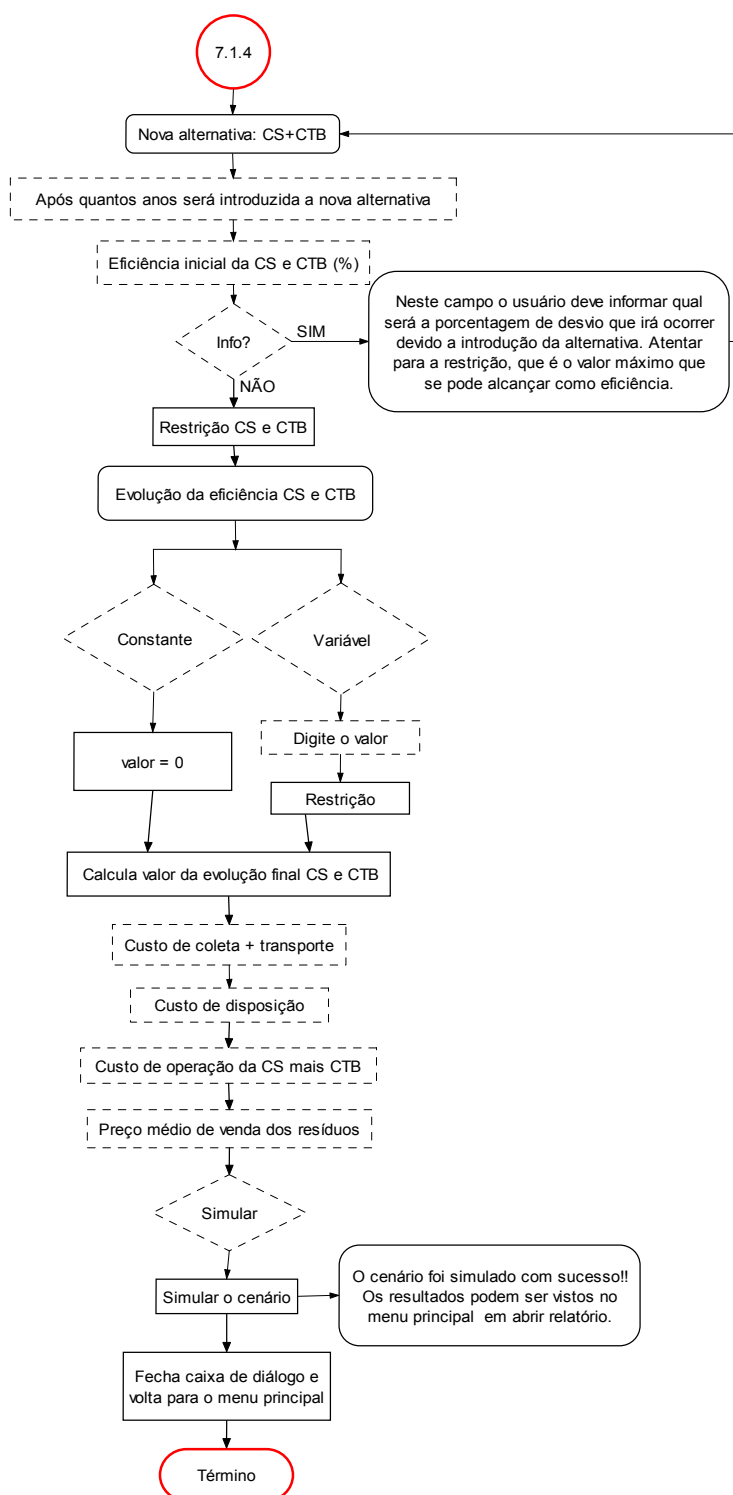 7.1.4
Nova alternativa: CS+CTB
Após quantos anos será introduzida a nova alternativa
Eficiência inicial da CS e CTB (%)
Info?
SIM
Neste campo o usuário deve informar qual
será a porcentagem de desvio que irá ocorrer
devido a introdução da alternativa. Atentar
para a restrição, que é o valor máximo que
se pode alcançar como eficiência.
NÃO
Restrição CS e CTB
Evolução da eficiência CS e CTB
Constante
Variável
valor = 0
Digite o valor
Restrição
Calcula valor da evolução final CS e CTB
Custo de coleta + transporte
Custo de disposição
Custo de operação da CS mais CTB
Preço médio de venda dos resíduos
Simular
Simular o cenário
O cenário foi simulado com sucesso!!
Os resultados podem ser vistos no
menu principal em abrir relatório.
Fecha caixa de diálogo e
volta para o menu principal
Término